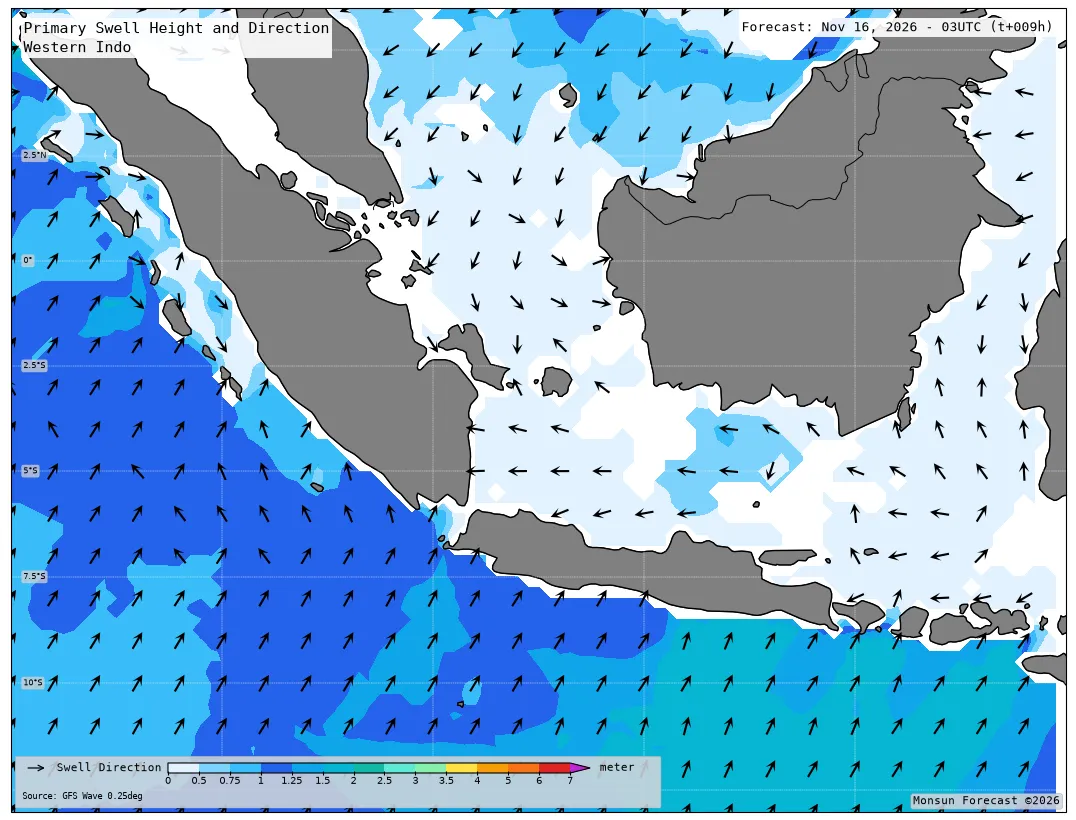 Primary Swell Height and Direction
Western Indo
Forecast: Nov 16, 2026 - 03UTC (t+009h)
2.5°N
0°
2.5°S
5°S
7.5°S
10°S
Swell Direction
0 0.5 0.75 1 1.25 1.5 2 2.5 3 3.5 4 5 6 7
meter
Source: GFS Wave 0.25deg
Monsun Forecast ©2026